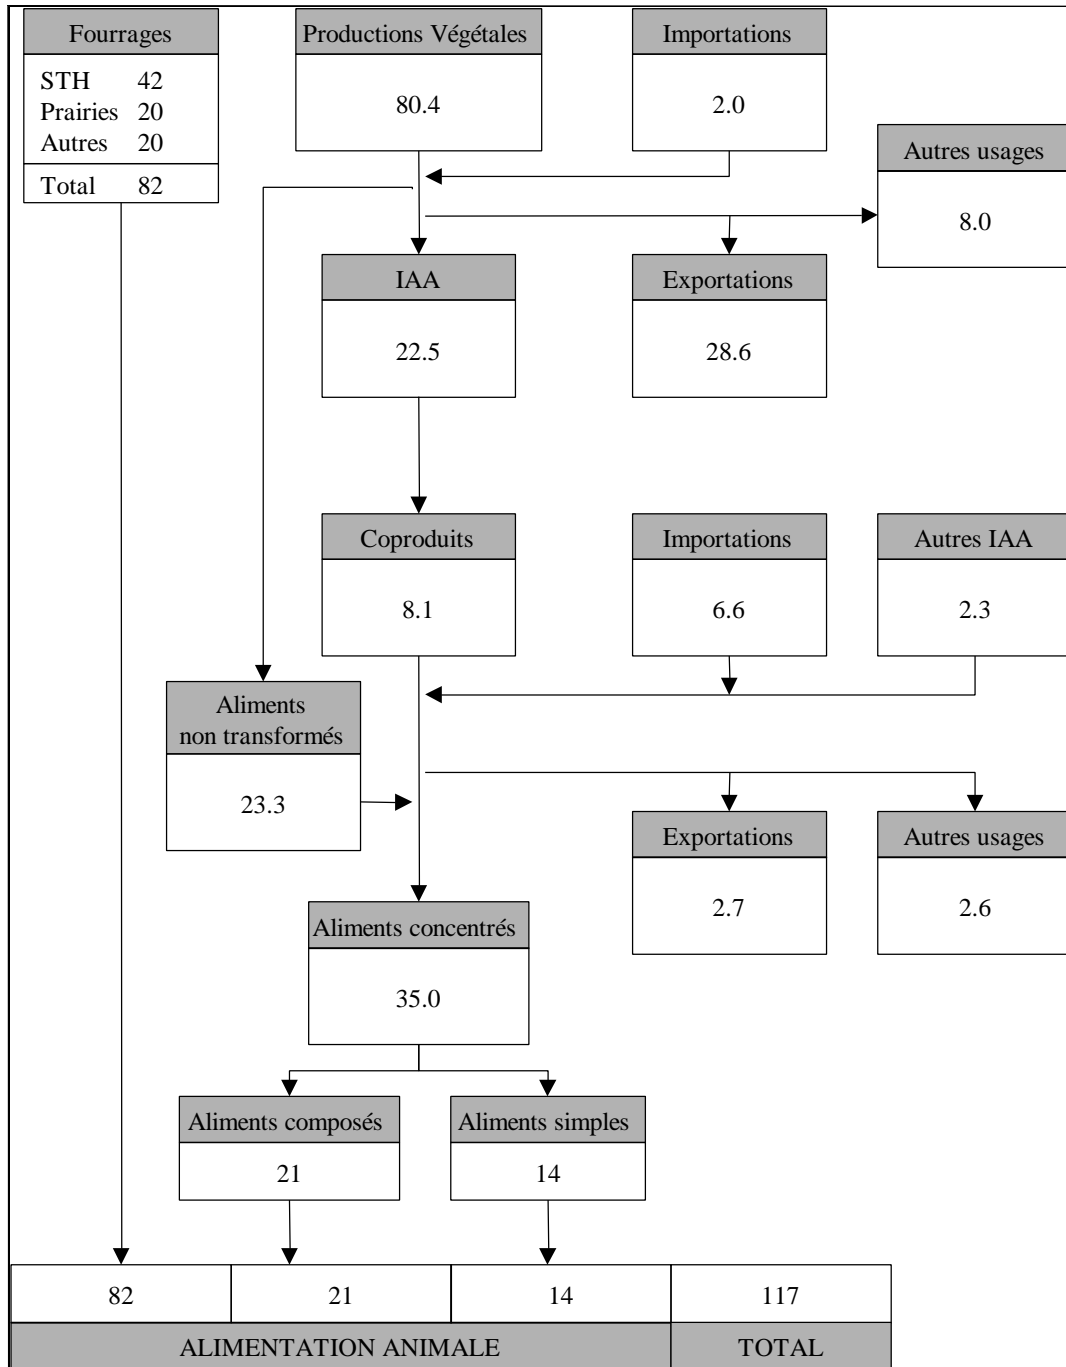 Fourrages
STH 42
Prairies 20
Autres 20
Total 82
Productions Végétales
80.4
Importations
2.0
Autres usages
8.0
IAA
22.5
Exportations
28.6
Coproduits
8.1
Importations
6.6
Autres IAA
2.3
Aliments
non transformés
23.3
Exportations
2.7
Autres usages
2.6
Aliments concentrés
35.0
Aliments composés
21
Aliments simples
14
82 21 14 117
ALIMENTATION ANIMALE TOTAL